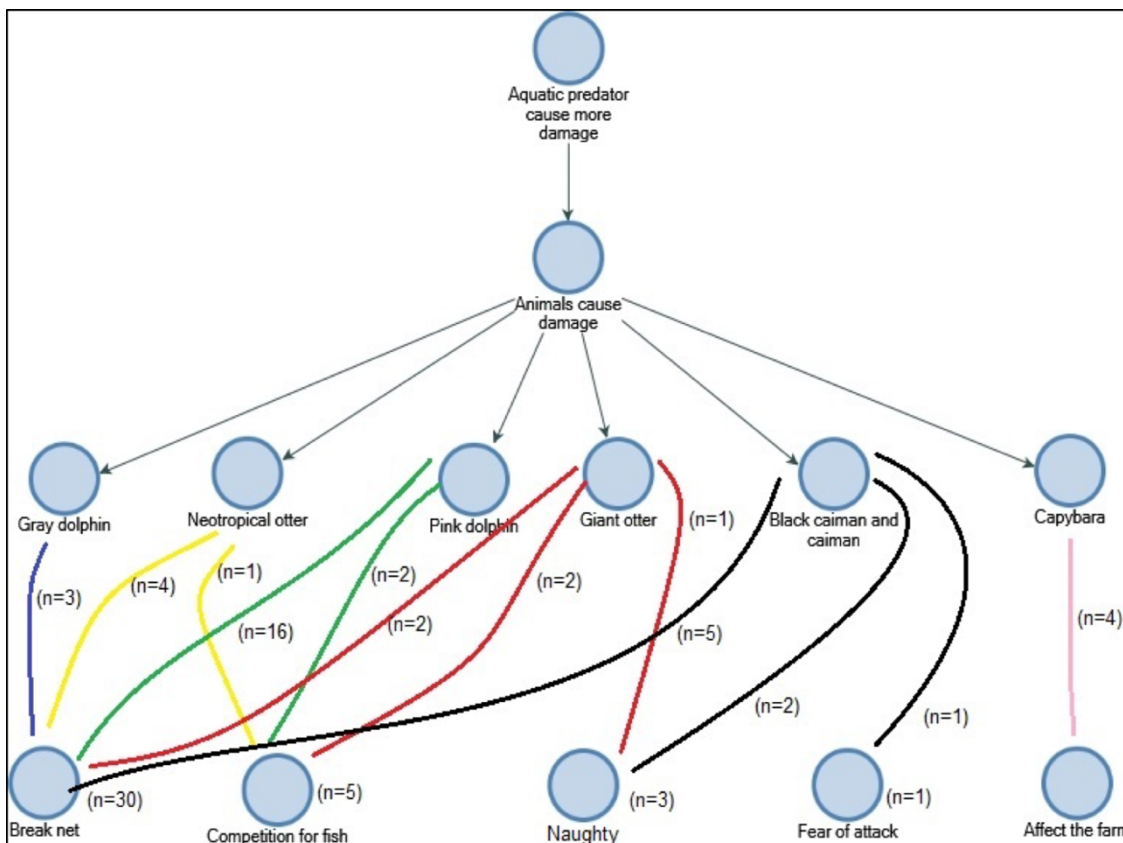 Aquatic predator
cause more
damage
Animals cause
damage
Gray dolphin
Neotropical otter
Pink dolphin
Giant otter
Black caiman and
caiman
Capybara
(n=3)
(n=4)
(n=1)
(n=16)
(n=2)
(n=2)
(n=2)
(n=1)
(n=5)
(n=2)
(n=1)
(n=4)
(n=30)
(n=5)
(n=3)
(n=1)
Break net
Competition for fish
Naughty
Fear of attack
Affect the farm